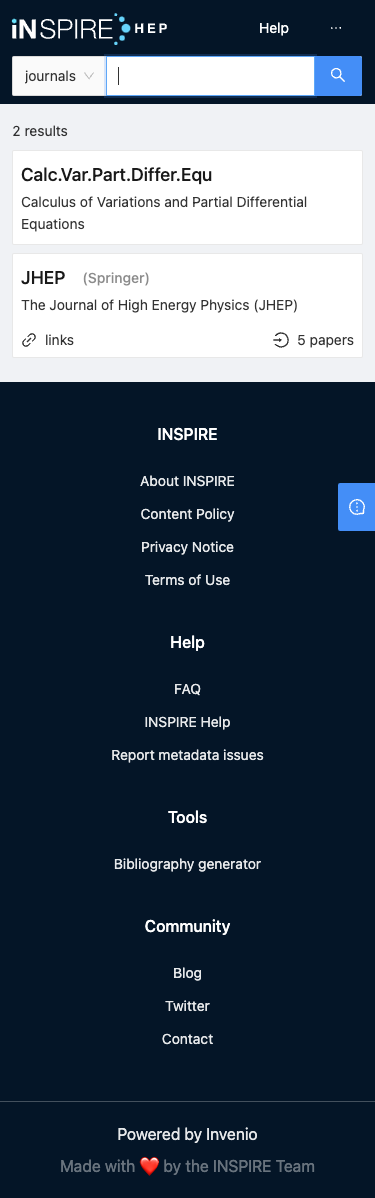 iNSPIRE HEP
Help
...
journals
2 results
Calc.Var.Part.Differ.Equ
Calculus of Variations and Partial Differential
Equations
JHEP (Springer)
The Journal of High Energy Physics (JHEP)
links
5 papers
INSPIRE
About INSPIRE
Content Policy
Privacy Notice
Terms of Use
Help
FAQ
INSPIRE Help
Report metadata issues
Tools
Bibliography generator
Community
Blog
Twitter
Contact
Powered by Invenio
Made with ❤️ by the INSPIRE Team